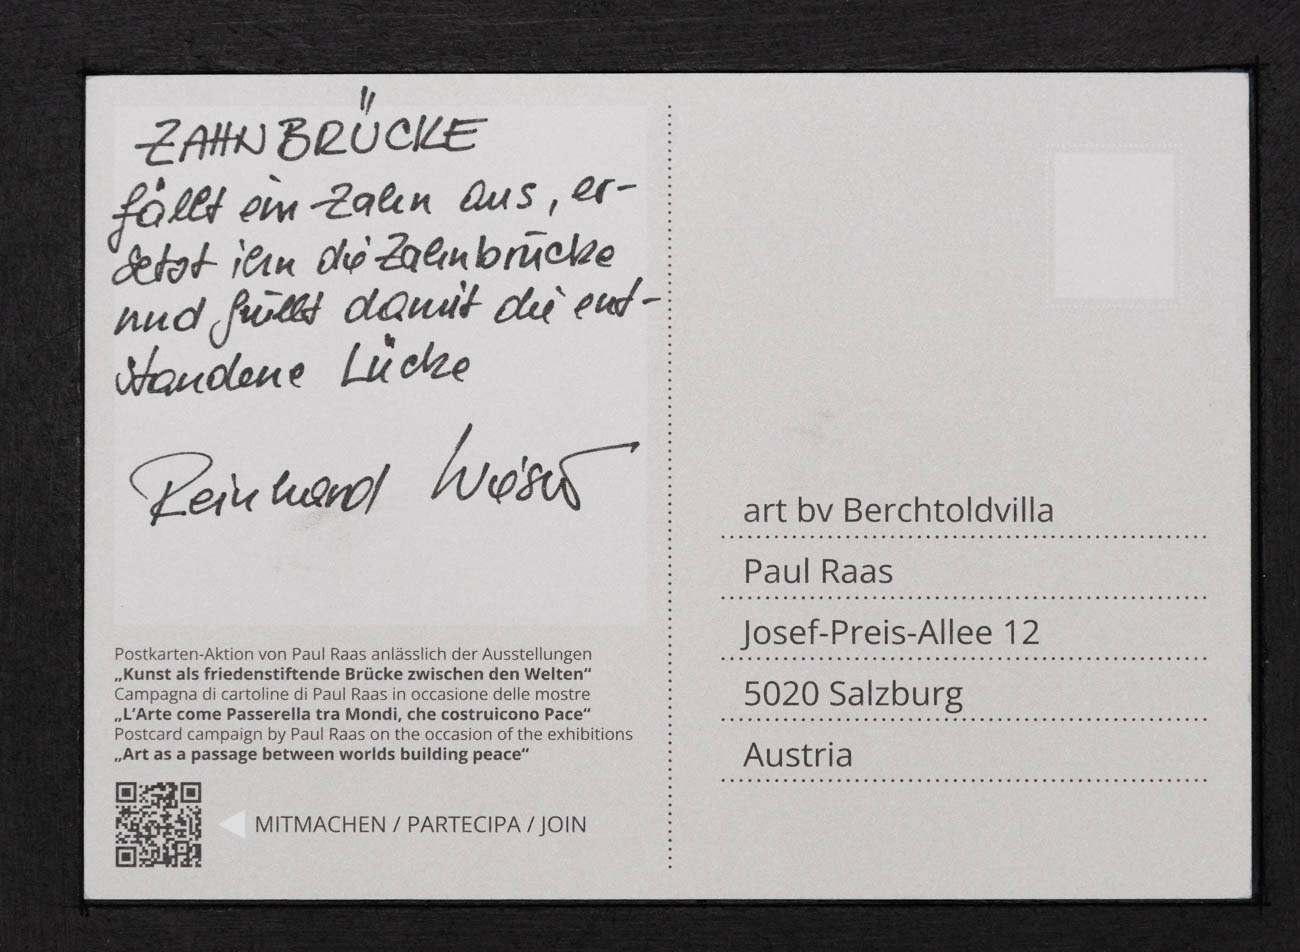 ZAHNBRÜCKE
fällt ein Zahn aus, er-
setzt ihn die Zahnbrücke
und füllt damit die ent-
standene Lücke
Reinhard
Postkarten-Aktion von Paul Raas anlässlich der Ausstellungen
„Kunst als friedenstiftende Brücke zwischen den Welten“
Campagna di cartoline di Paul Raas in occasione delle mostre
„L’Arte come Passerella tra Mondi, che costruicono Pace“
Postcard campaign by Paul Raas on the occasion of the exhibitions
„Art as a passage between worlds building peace“
MITMACHEN / PARTECIPA / JOIN
art bv Berchtoldvilla
Paul Raas
Josef-Preis-Allee 12
5020 Salzburg
Austria